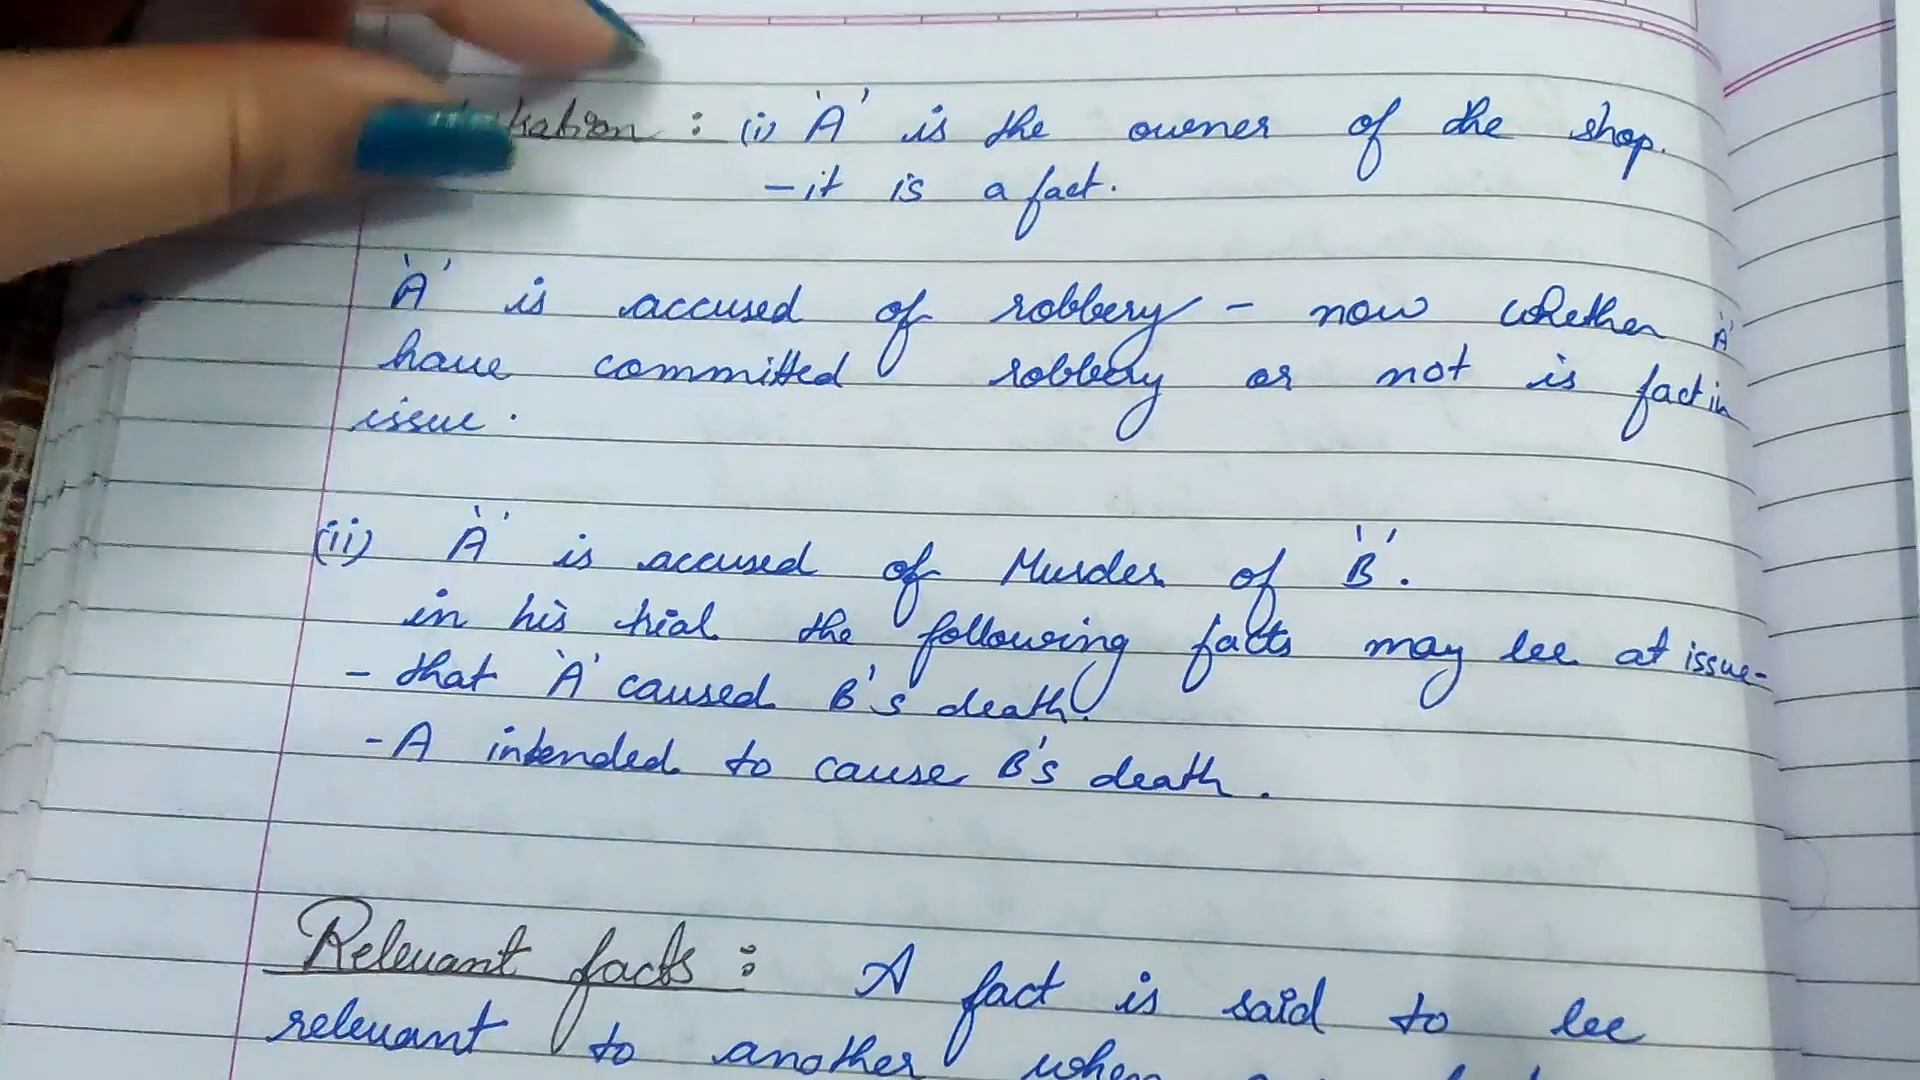 : (i) 'A' is the owner of the shop.
- it is a fact.
'A' is accused of robbery - now whether 'A'
have committed robbery or not is fact in
issue.
(ii) 'A' is accused of Murder of 'B'.
in his trial the following facts may be at issue-
- that 'A' caused B's death.
- A intended to cause B's death.
Relevant facts : A fact is said to be
relevant to another when